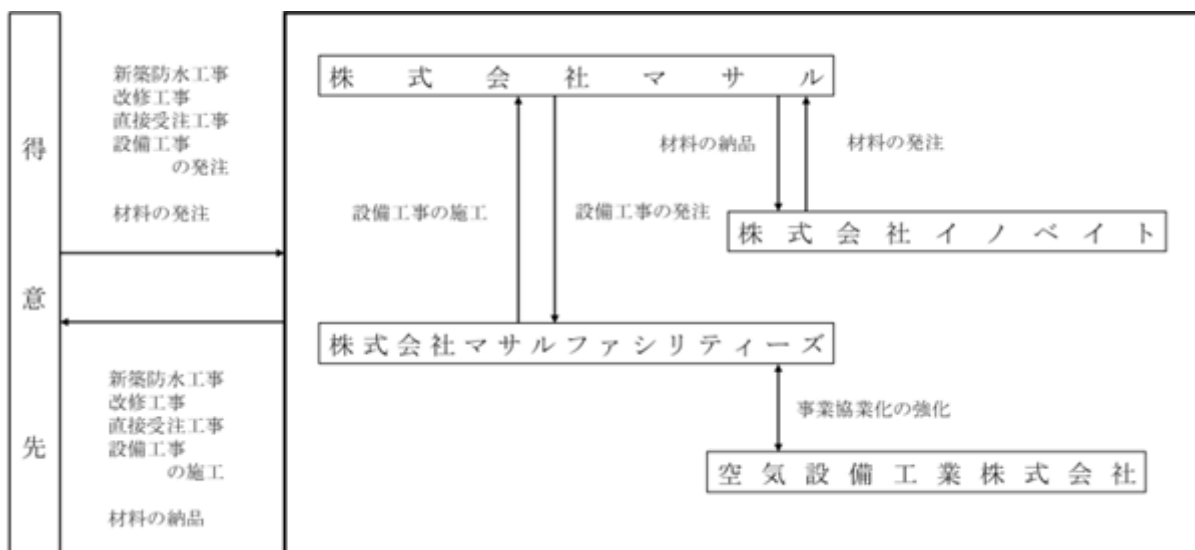 得意先
新築防水工事
改修工事
直接受注工事
設備工事
の発注
材料の発注
新築防水工事
改修工事
直接受注工事
設備工事
の施工
材料の納品
株式会社マサル
材料の納品
材料の発注
設備工事の施工
設備工事の発注
株式会社イノベイト
株式会社マサルファシリティーズ
事業協業化の強化
空気設備工業株式会社